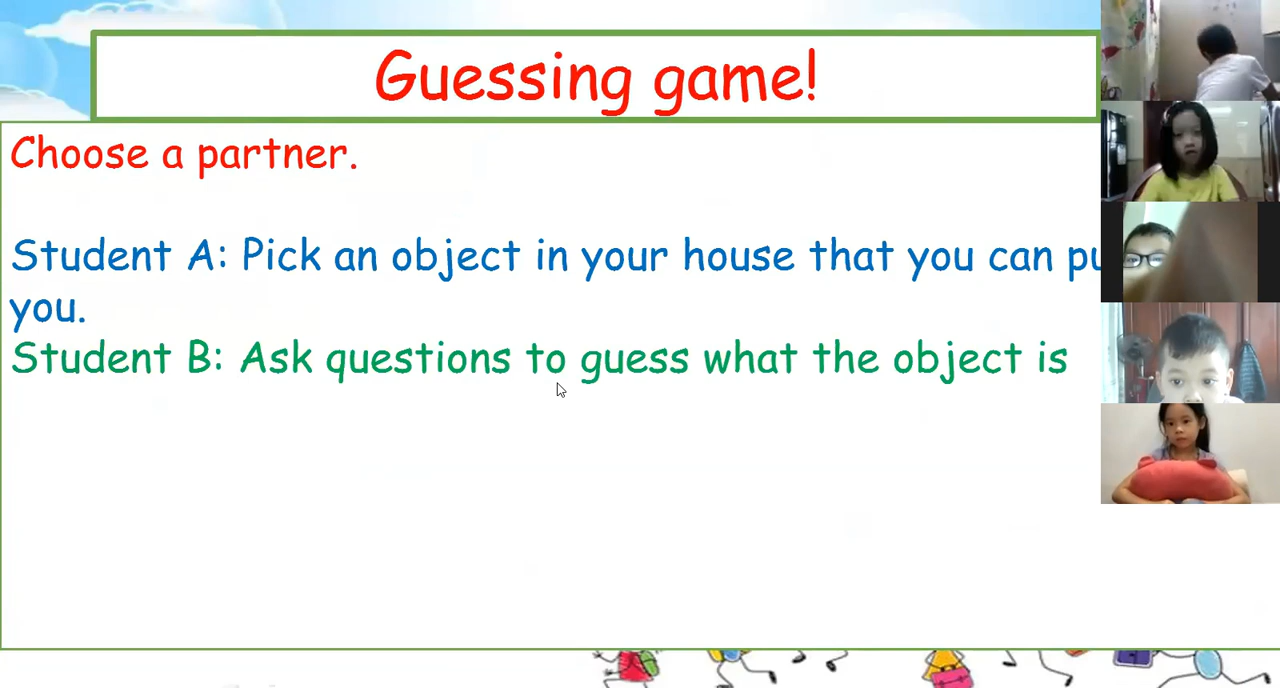 Guessing game!
Choose a partner.
Student A: Pick an object in your house that you can
you.
Student B: Ask questions to guess what the object is